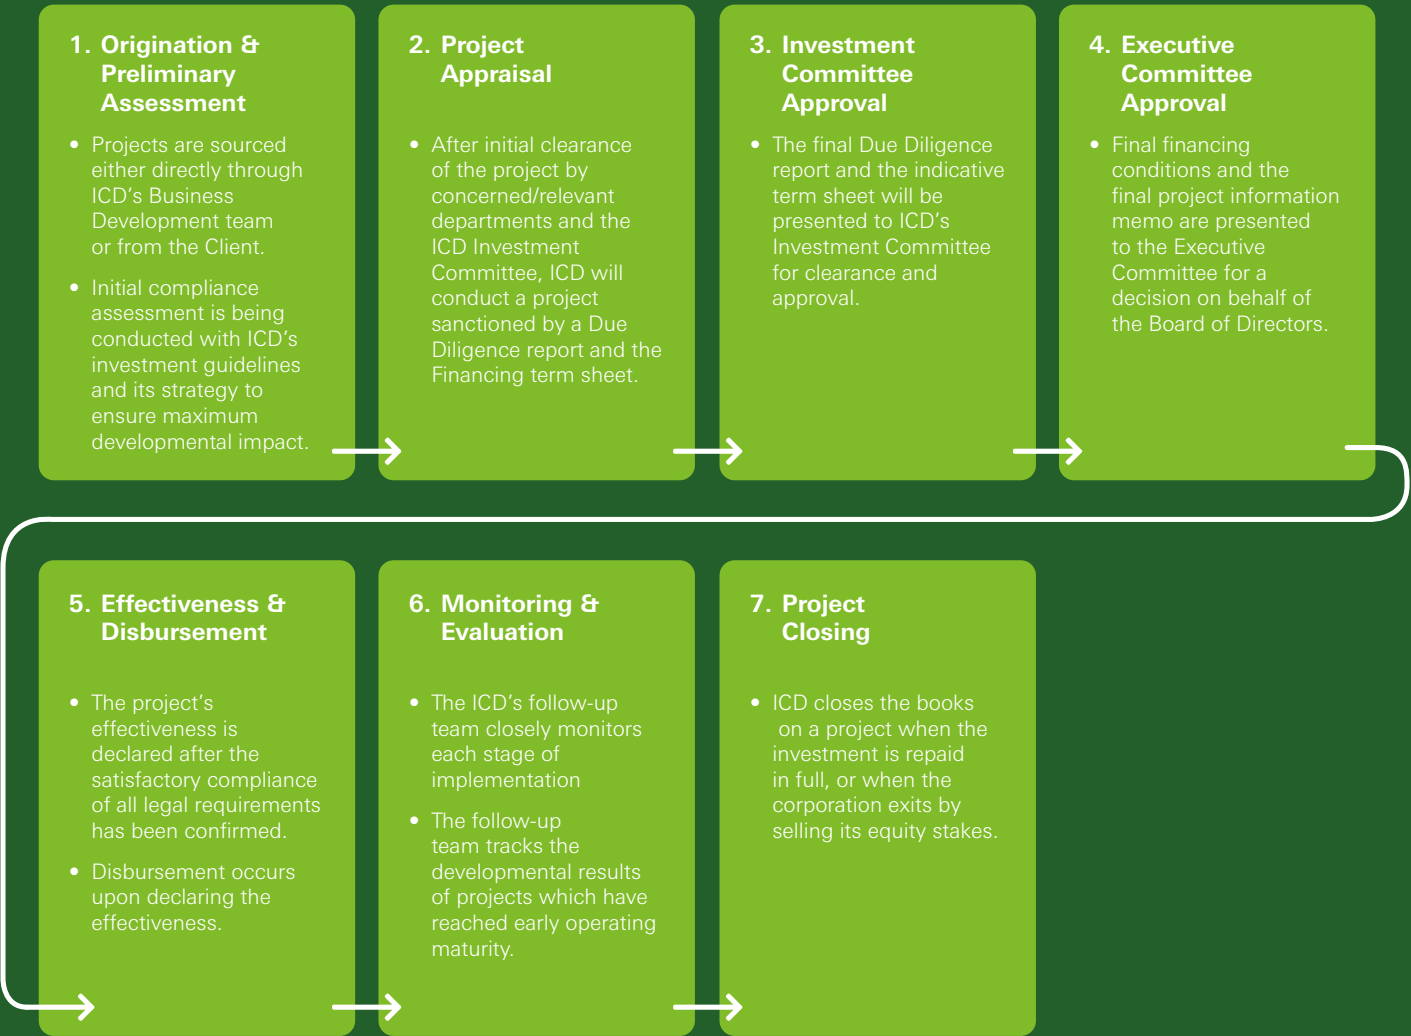 1. Origination &
Preliminary
Assessment
• Projects are sourced
either directly through
ICD's Business
Development team
or from the Client.
• Initial compliance
assessment is being
conducted with ICD's
investment guidelines
and its strategy to
ensure maximum
developmental impact.
2. Project
Appraisal
• After initial clearance
of the project by
concerned/relevant
departments and the
ICD Investment
Committee, ICD will
conduct a project
sanctioned by a Due
Diligence report and the
Financing term sheet.
3. Investment
Committee
Approval
• The final Due Diligence
report and the indicative
term sheet will be
presented to ICD's
Investment Committee
for clearance and
approval.
4. Executive
Committee
Approval
• Final financing
conditions and the
final project information
memo are presented
to the Executive
Committee for a
decision on behalf of
the Board of Directors.
5. Effectiveness &
Disbursement
• The project's
effectiveness is
declared after the
satisfactory compliance
of all legal requirements
has been confirmed.
• Disbursement occurs
upon declaring the
effectiveness.
6. Monitoring &
Evaluation
• The ICD's follow-up
team closely monitors
each stage of
implementation
• The follow-up
team tracks the
developmental results
of projects which have
reached early operating
maturity.
7. Project
Closing
• ICD closes the books
on a project when the
investment is repaid
in full, or when the
corporation exits by
selling its equity stakes.